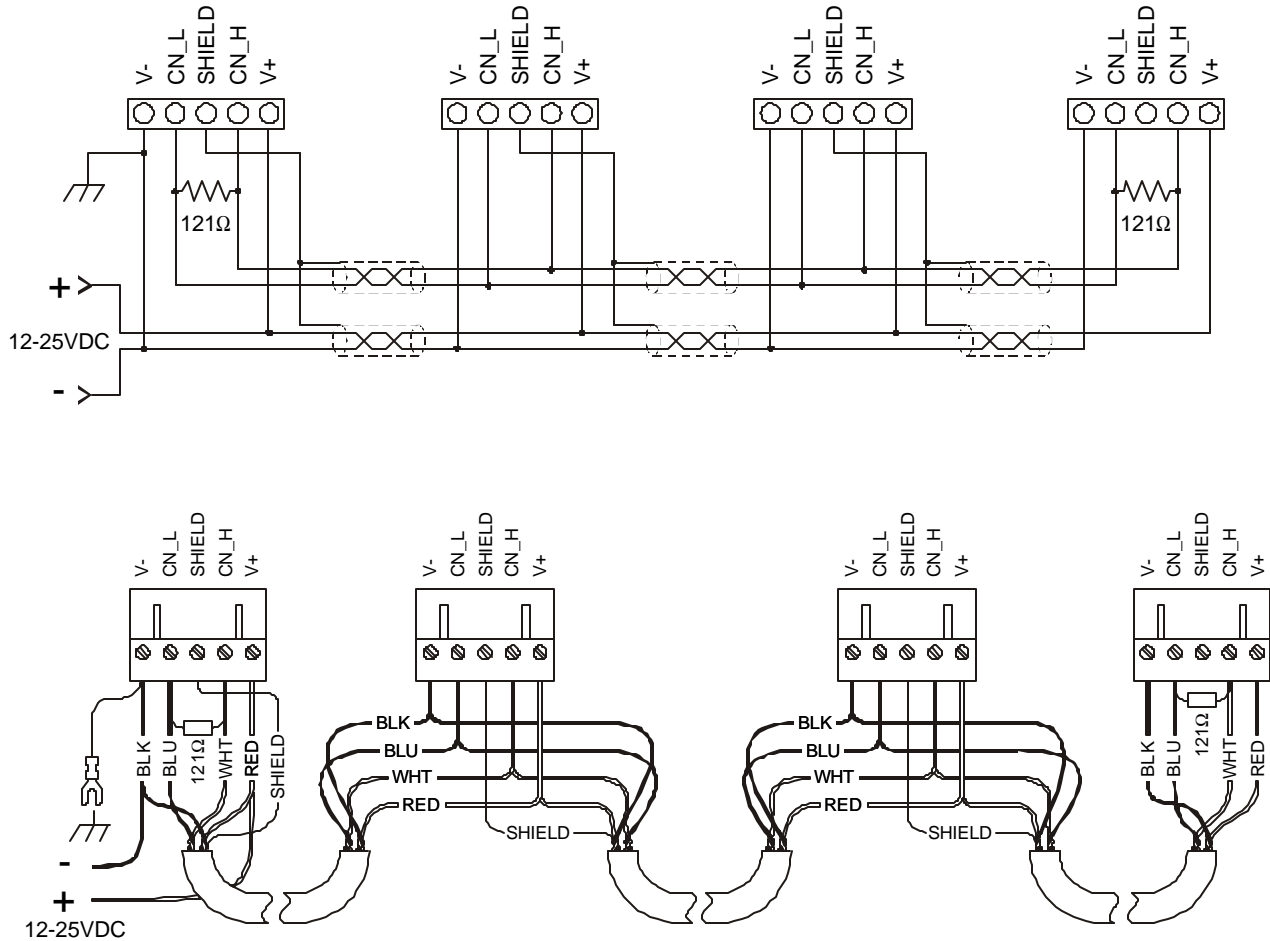 V- CN_L SHIELD CN_H V+
V- CN_L SHIELD CN_H V+
V- CN_L SHIELD CN_H V+
V- CN_L SHIELD CN_H V+
121Ω
121Ω
+
12-25VDC
-
V- CN_L SHIELD CN_H V+
V- CN_L SHIELD CN_H V+
V- CN_L SHIELD CN_H V+
V- CN_L SHIELD CN_H V+
BLK BLU 121Ω WHT RED SHIELD
BLK
BLU
WHT
RED
SHIELD
BLK
BLU
WHT
RED
SHIELD
BLK BLU 121Ω WHT RED
-
+
12-25VDC